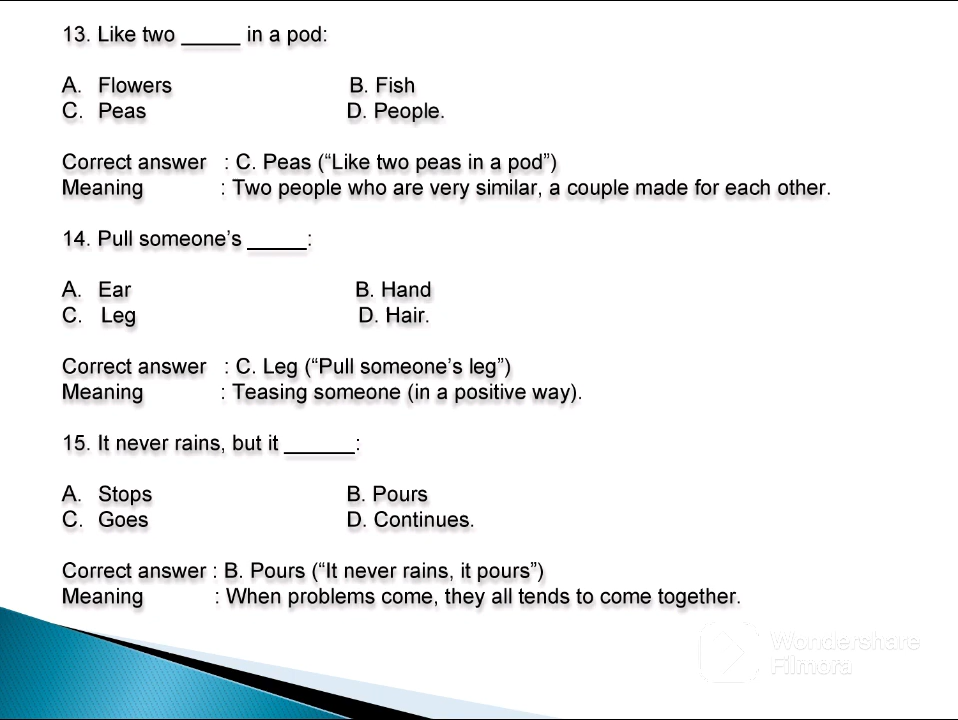 13. Like two _____ in a pod:
A. Flowers B. Fish
C. Peas D. People.
Correct answer : C. Peas (“Like two peas in a pod”)
Meaning : Two people who are very similar, a couple made for each other.
14. Pull someone’s _____:
A. Ear B. Hand
C. Leg D. Hair.
Correct answer : C. Leg (“Pull someone’s leg”)
Meaning : Teasing someone (in a positive way).
15. It never rains, but it ______:
A. Stops B. Pours
C. Goes D. Continues.
Correct answer : B. Pours (“It never rains, it pours”)
Meaning : When problems come, they all tends to come together.
Wondershare
Filmora